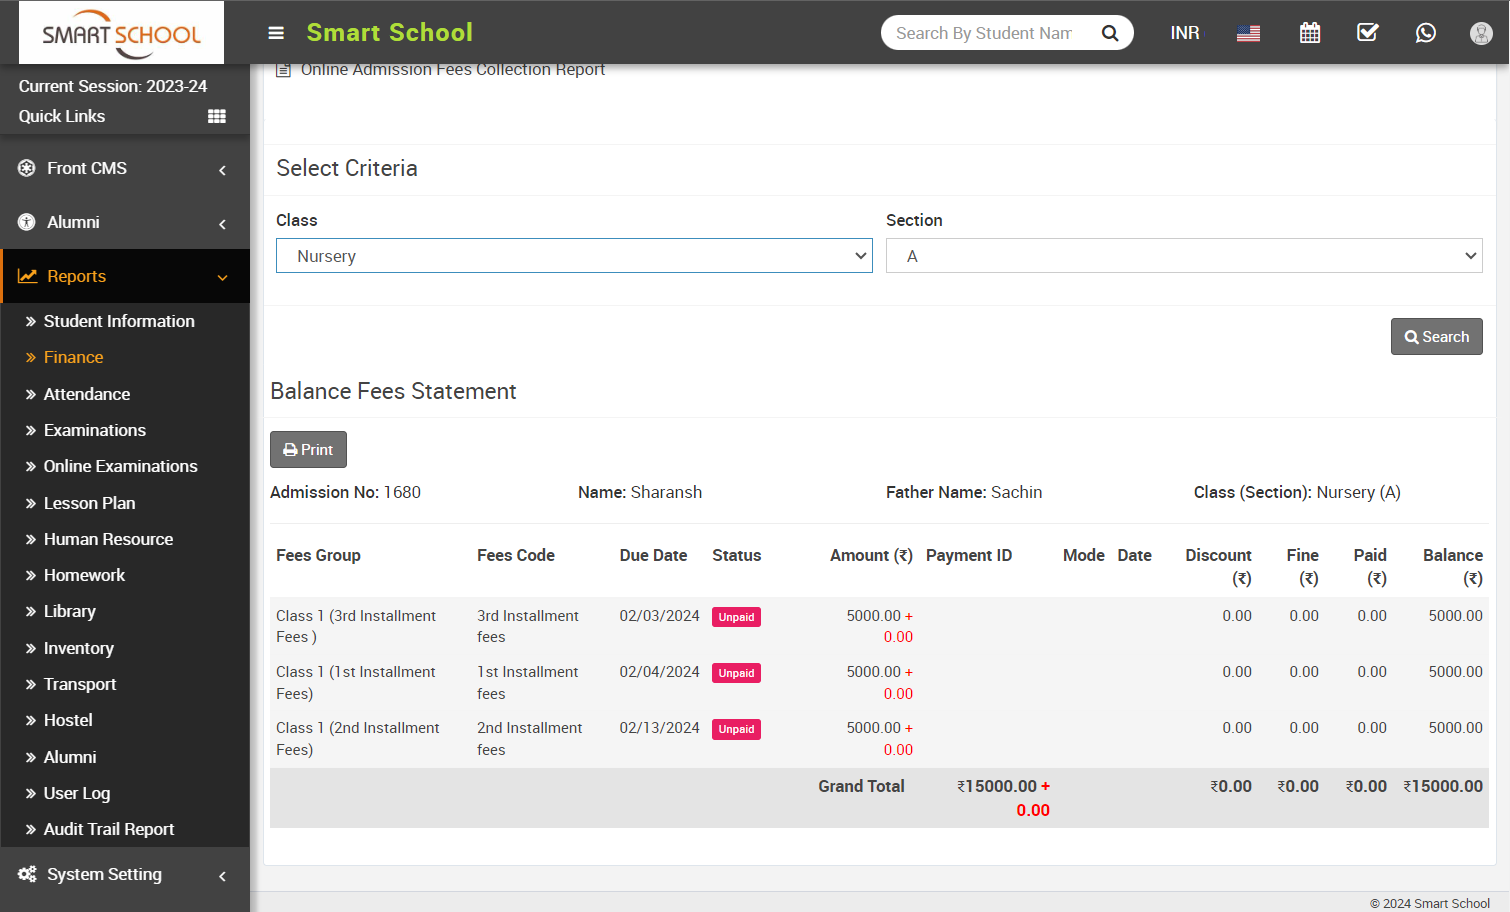 SMART SCHOOL
Smart School
Search By Student Nam
INR
Current Session: 2023-24
Quick Links
Front CMS
Alumni
Reports
Student Information
Finance
Attendance
Examinations
Online Examinations
Lesson Plan
Human Resource
Homework
Library
Inventory
Transport
Hostel
Alumni
User Log
Audit Trail Report
System Setting
Online Admission Fees Collection Report
Select Criteria
Class Section
Nursery A
Search
Balance Fees Statement
Print
Admission No: 1680 Name: Sharansh Father Name: Sachin Class (Section): Nursery (A)
Fees Group Fees Code Due Date Status Amount (₹) Payment ID Mode Date Discount Fine Paid Balance
(₹) (₹) (₹) (₹)
Class 1 (3rd Installment 3rd Installment 02/03/2024 Unpaid 5000.00 + 0.00 0.00 0.00 5000.00
Fees ) fees 0.00
Class 1 (1st Installment 1st Installment 02/04/2024 Unpaid 5000.00 + 0.00 0.00 0.00 5000.00
Fees) fees 0.00
Class 1 (2nd Installment 2nd Installment 02/13/2024 Unpaid 5000.00 + 0.00 0.00 0.00 5000.00
Fees) fees 0.00
Grand Total ₹15000.00 + ₹0.00 ₹0.00 ₹0.00 ₹15000.00
0.00
© 2024 Smart School